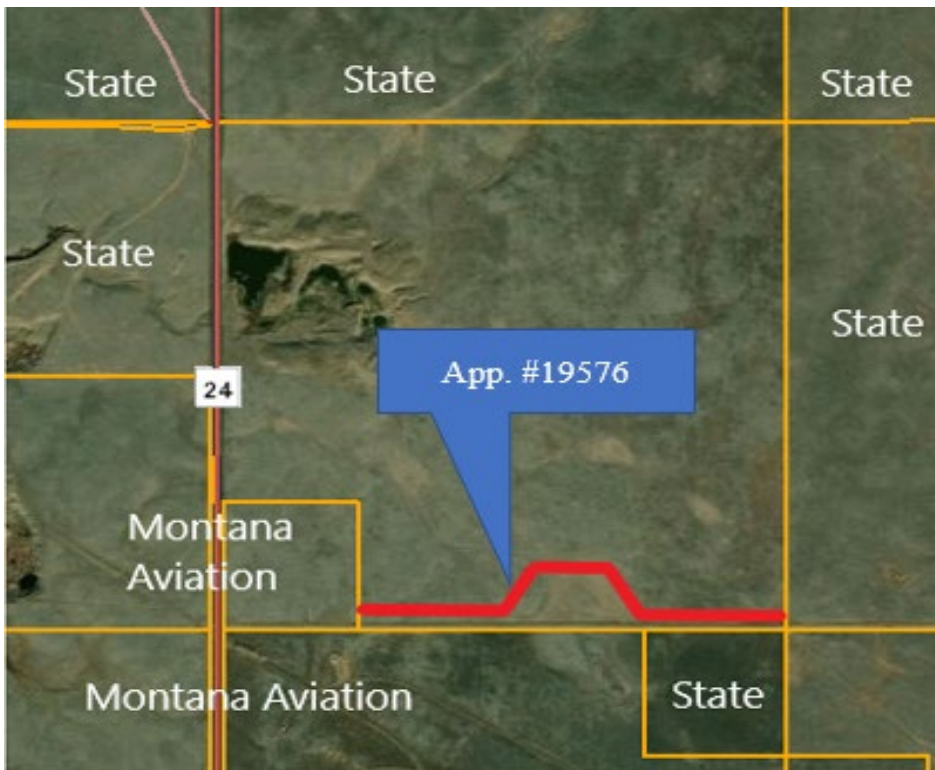 State
State
State
State
State
24
App. #19576
Montana
Aviation
Montana Aviation
State